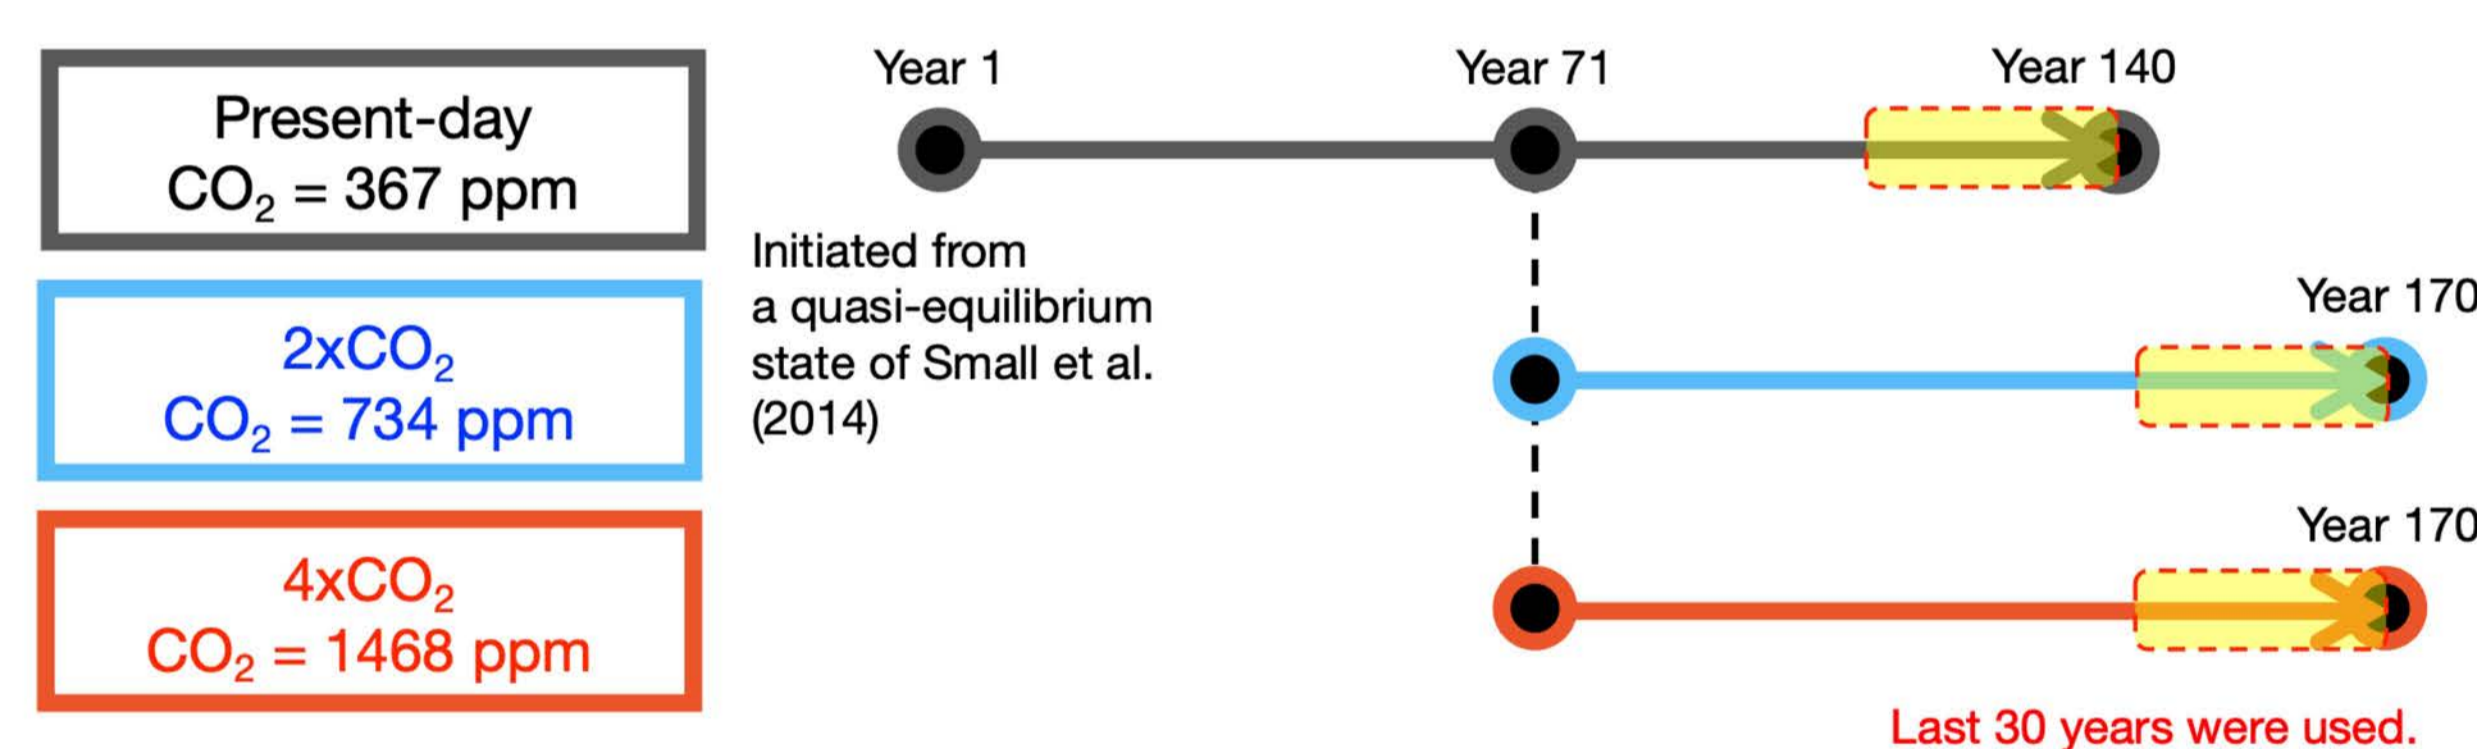 Present-day
CO₂ = 367 ppm
Year 1
Year 71
Year 140
Initiated from
a quasi-equilibrium
state of Small et al.
(2014)
2xCO₂
CO₂ = 734 ppm
Year 170
4xCO₂
CO₂ = 1468 ppm
Year 170
Last 30 years were used.